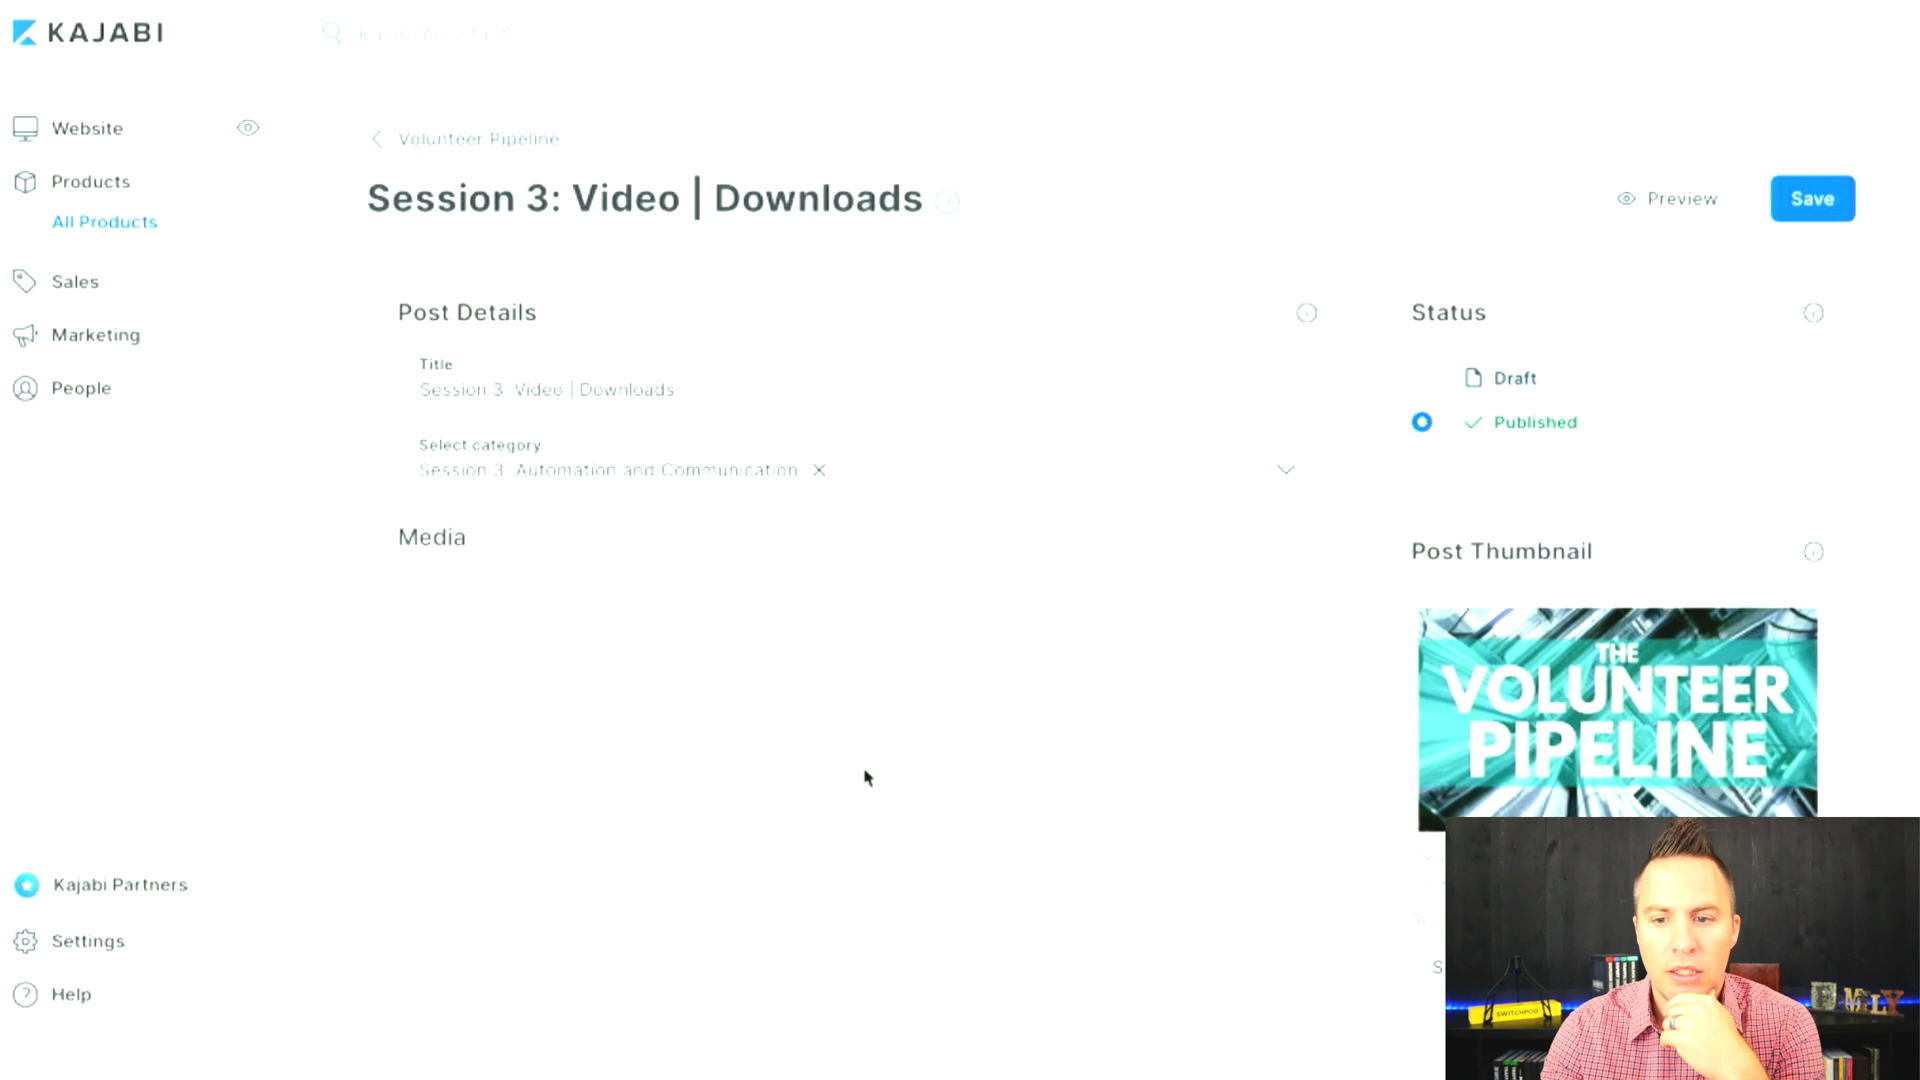 KAJABI
Website
Products
All Products
Sales
Marketing
People
Kajabi Partners
Settings
Help
Volunteer Pipeline
Session 3: Video | Downloads
Preview
Save
Post Details
Title
Session 3: Video | Downloads
Select category
Session 3: Automation and Communication
Media
Status
Draft
Published
Post Thumbnail
THE
VOLUNTEER
PIPELINE
SWITCHPOD